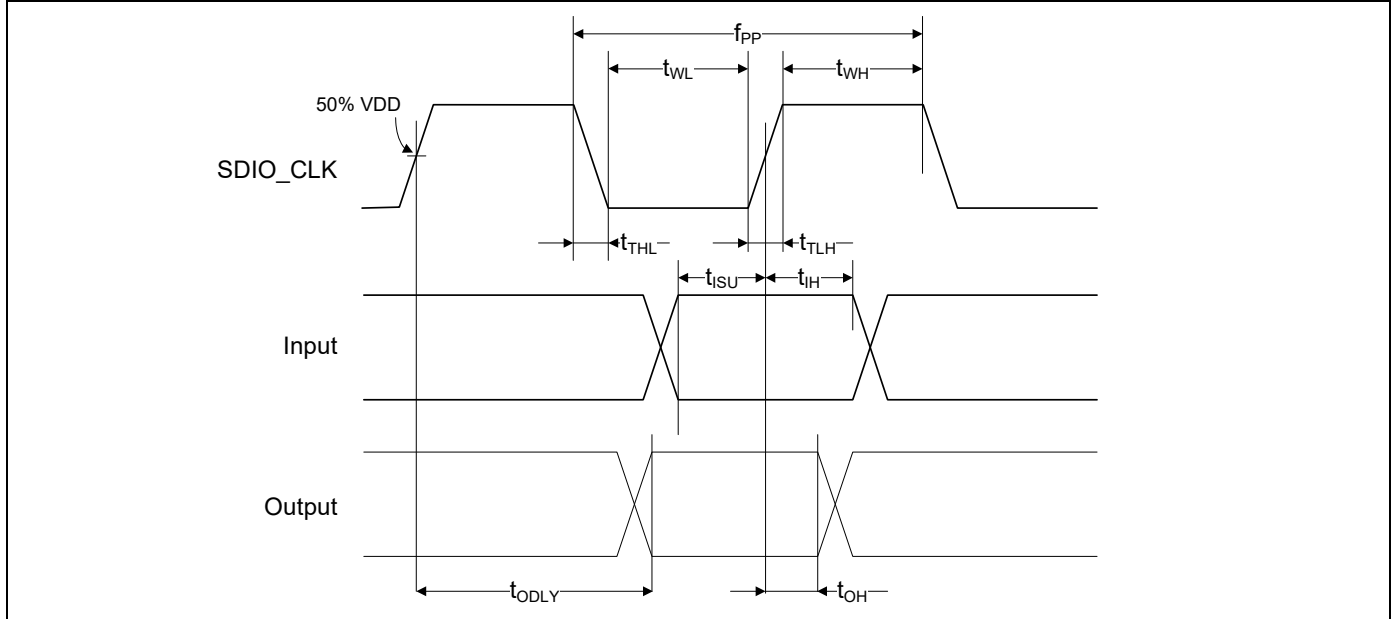 fPP
tWL
tWH
50% VDD
SDIO_CLK
tTHL
tTLH
tISU
tIH
Input
Output
tODLY
tOH